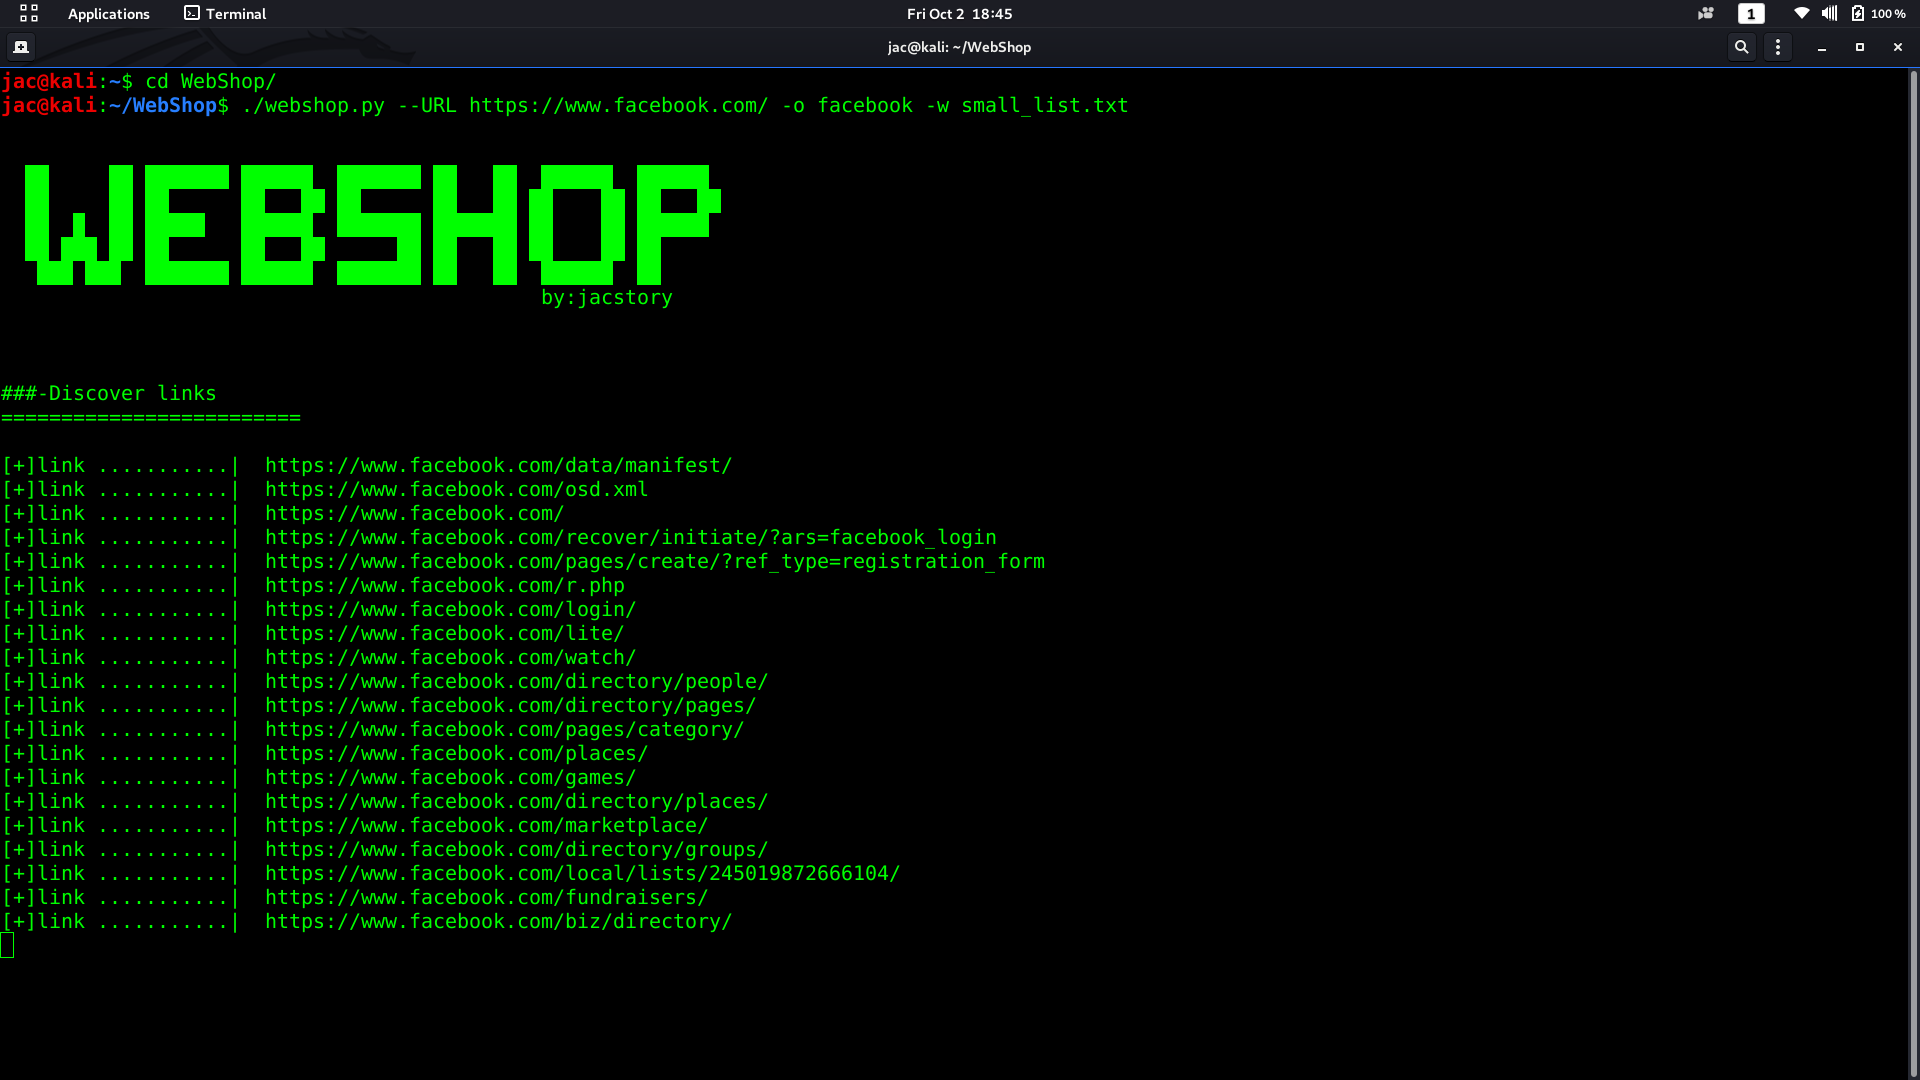 Applications Terminal Fri Oct 2 18:45 1 100 %
jac@kali: ~/WebShop
jac@kali:~$ cd WebShop/
jac@kali:~/WebShop$ ./webshop.py --URL https://www.facebook.com/ -o facebook -w small_list.txt
WEBSHOP
by:jacstory
###-Discover links
=========================
[+]link ...........|  https://www.facebook.com/data/manifest/
[+]link ...........|  https://www.facebook.com/osd.xml
[+]link ...........|  https://www.facebook.com/
[+]link ...........|  https://www.facebook.com/recover/initiate/?ars=facebook_login
[+]link ...........|  https://www.facebook.com/pages/create/?ref_type=registration_form
[+]link ...........|  https://www.facebook.com/r.php
[+]link ...........|  https://www.facebook.com/login/
[+]link ...........|  https://www.facebook.com/lite/
[+]link ...........|  https://www.facebook.com/watch/
[+]link ...........|  https://www.facebook.com/directory/people/
[+]link ...........|  https://www.facebook.com/directory/pages/
[+]link ...........|  https://www.facebook.com/pages/category/
[+]link ...........|  https://www.facebook.com/places/
[+]link ...........|  https://www.facebook.com/games/
[+]link ...........|  https://www.facebook.com/directory/places/
[+]link ...........|  https://www.facebook.com/marketplace/
[+]link ...........|  https://www.facebook.com/directory/groups/
[+]link ...........|  https://www.facebook.com/local/lists/245019872666104/
[+]link ...........|  https://www.facebook.com/fundraisers/
[+]link ...........|  https://www.facebook.com/biz/directory/